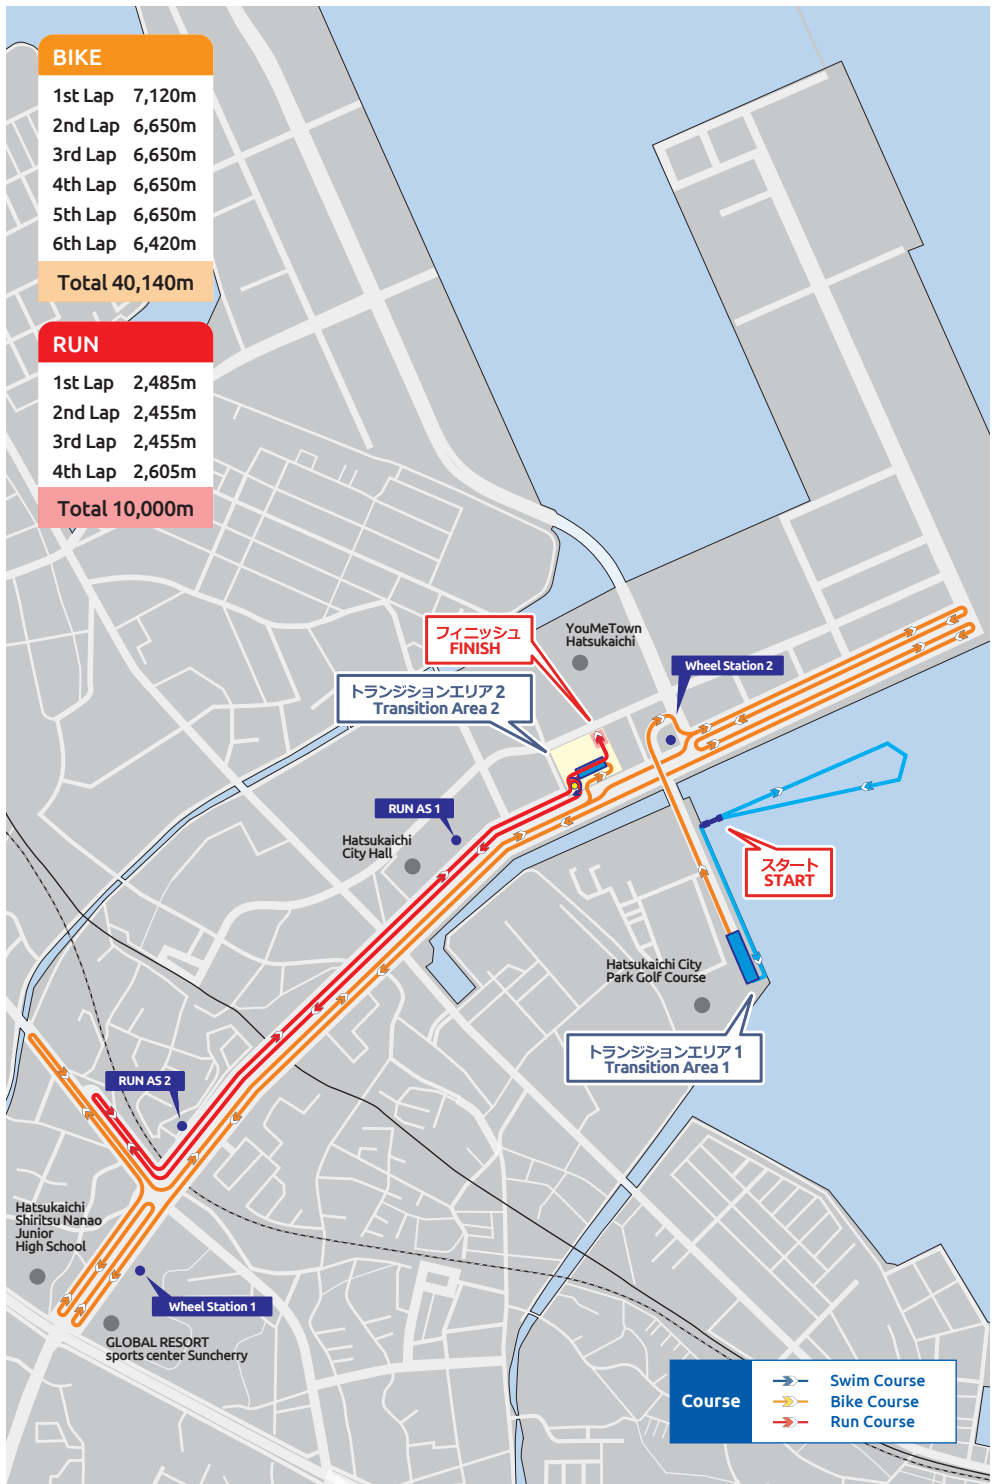 BIKE
1st Lap 7,120m
2nd Lap 6,650m
3rd Lap 6,650m
4th Lap 6,650m
5th Lap 6,650m
6th Lap 6,420m
Total 40,140m
RUN
1st Lap 2,485m
2nd Lap 2,455m
3rd Lap 2,455m
4th Lap 2,605m
Total 10,000m
フィニッシュ
FINISH
YouMeTown
Hatsukaichi
Wheel Station 2
トランジションエリア 2
Transition Area 2
RUN AS 1
Hatsukaichi
City Hall
スタート
START
Hatsukaichi City
Park Golf Course
トランジションエリア 1
Transition Area 1
RUN AS 2
Hatsukaichi
Shiritsu Nanao
Junior
High School
Wheel Station 1
GLOBAL RESORT
sports center Suncherry
Course
Swim Course
Bike Course
Run Course